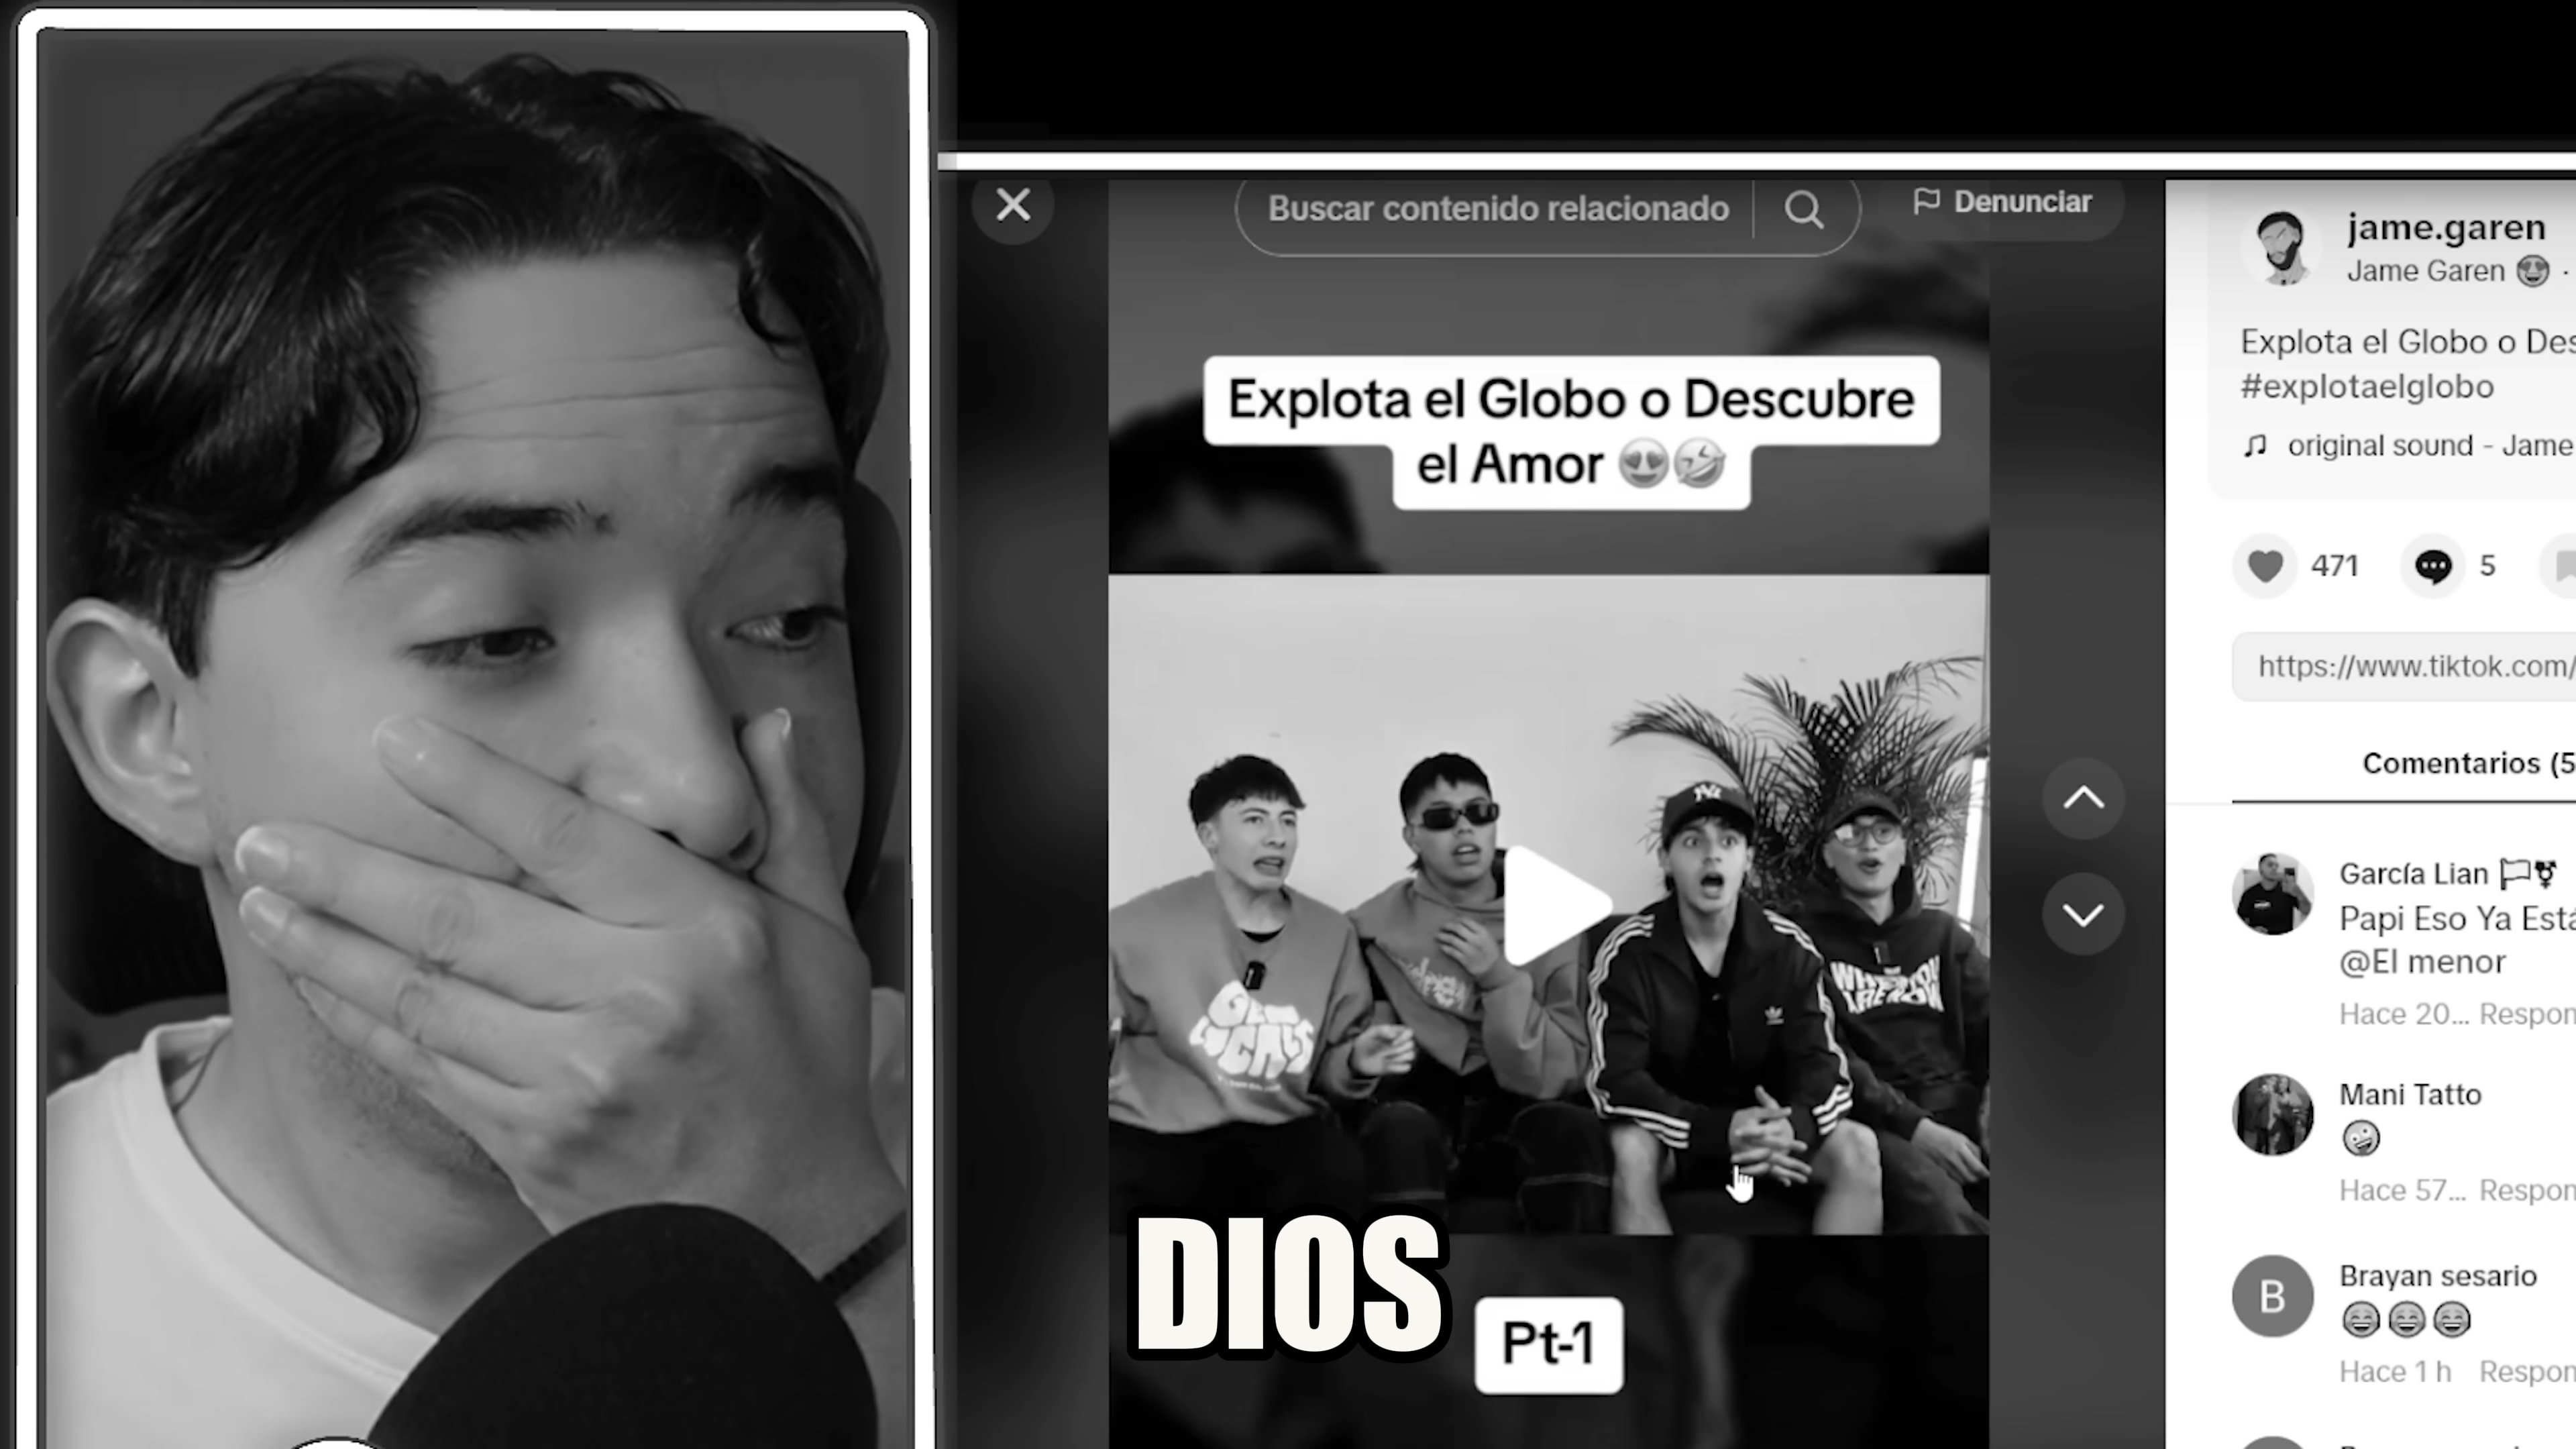 Buscar contenido relacionado
Denunciar
Explota el Globo o Descubre
el Amor 😍🤣
NY
DIOS
Pt-1
jame.garen
Jame Garen 😍 ·
Explota el Globo o Des
#explotaelglobo
original sound - Jame
471
5
https://www.tiktok.com/
Comentarios (5
García Lian 🏳️‍⚧️
Papi Eso Ya Está
@El menor
Hace 20... Respon
Mani Tatto
🤪
Hace 57... Respon
B
Brayan sesario
😄😄😄
Hace 1 h Respon